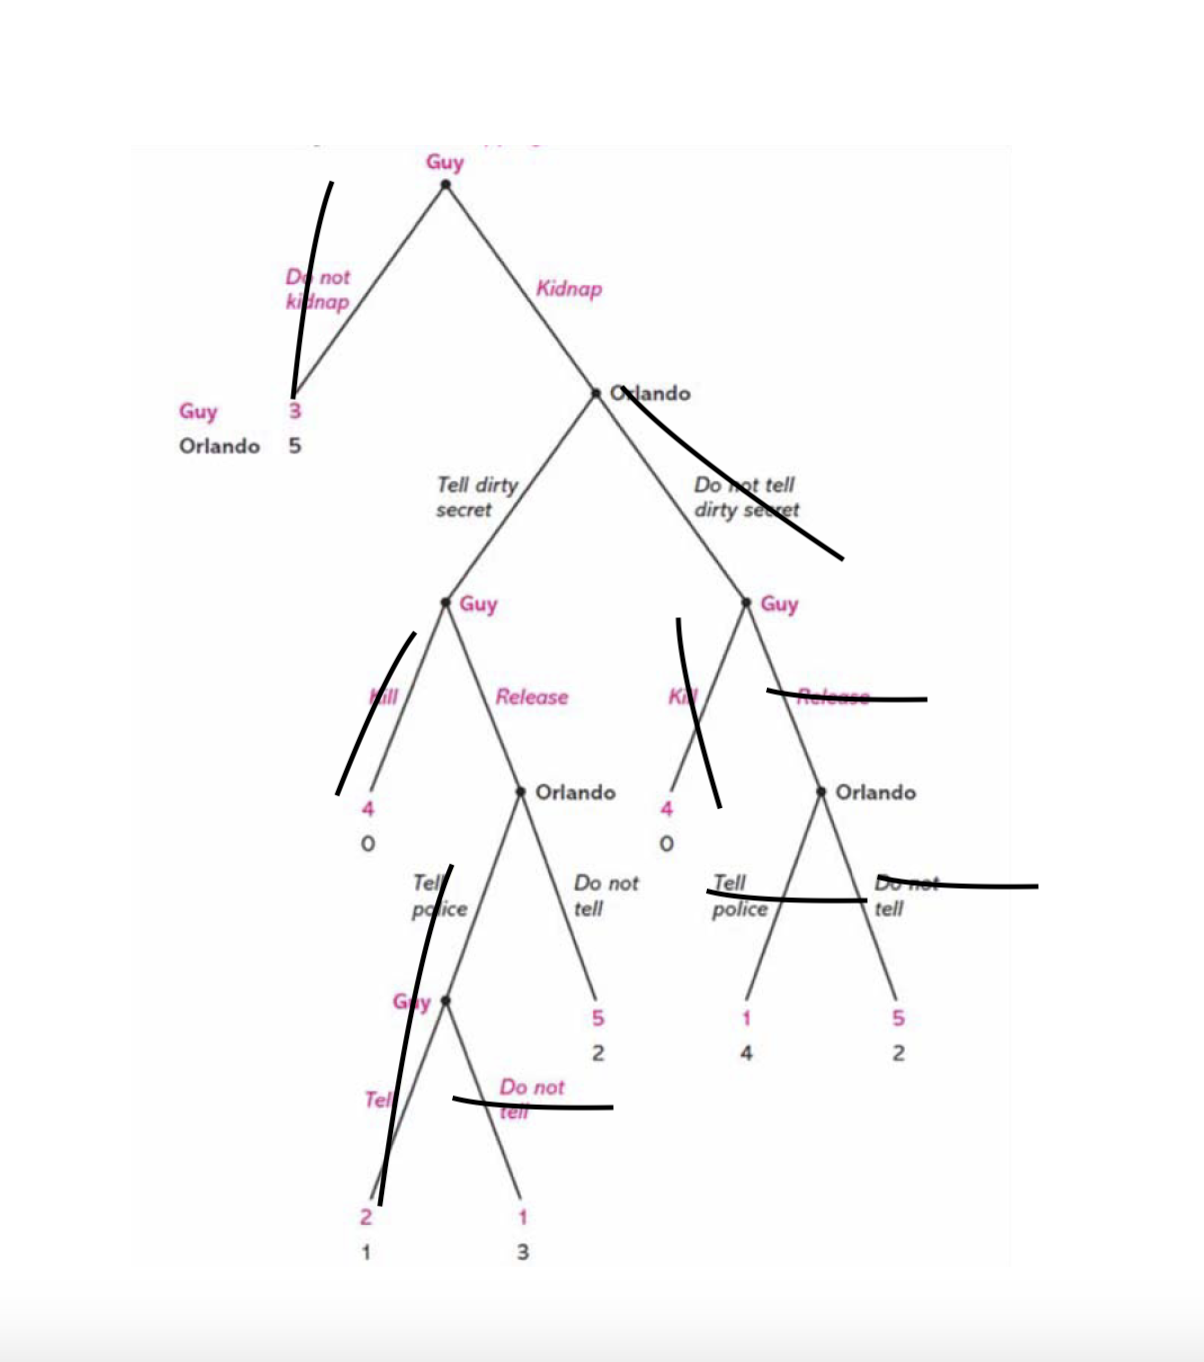 Guy
Do not
kidnap
Kidnap
Guy 3
Orlando 5
Orlando
Tell dirty
secret
Do not tell
dirty secret
Guy
Guy
Kill
Release
Kill
Release
4
0
Orlando
4
0
Orlando
Tell
police
Do not
tell
Tell
police
Do not
tell
Guy
5
2
1
4
5
2
Tell
Do not
tell
2
1
1
3